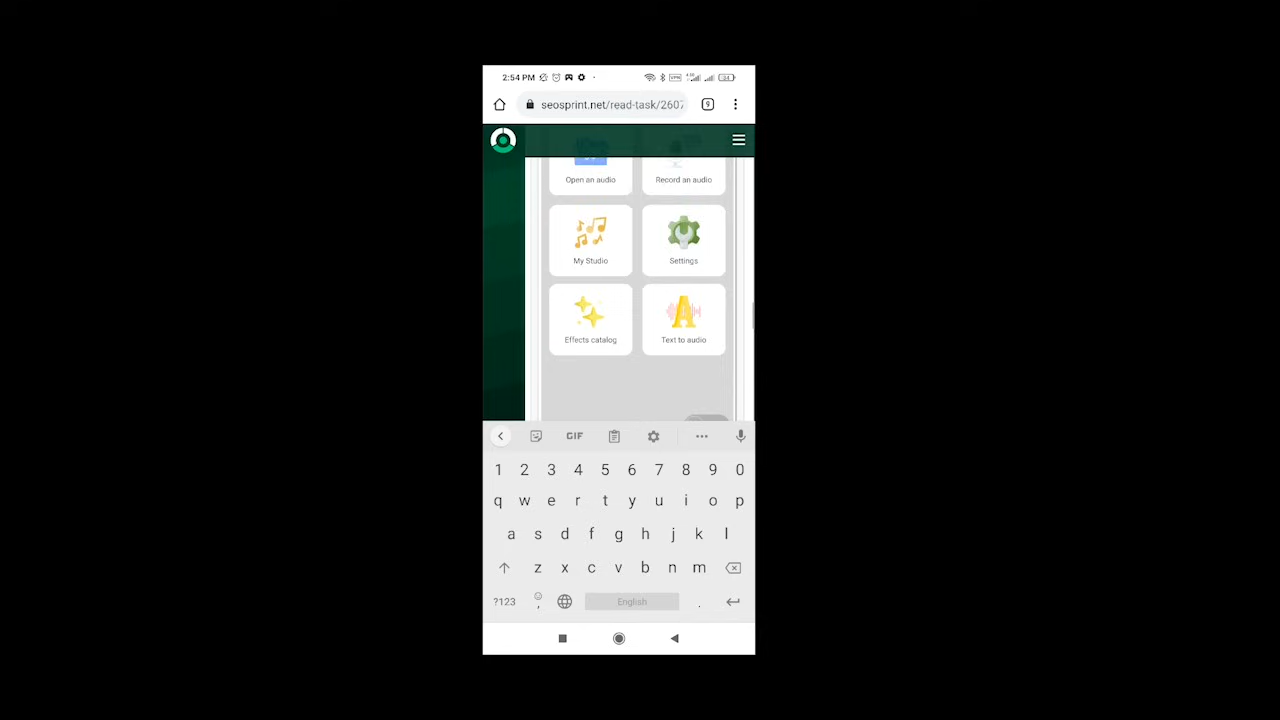 2:54 PM
seosprint.net/read-task/2607
9
Open an audio Record an audio
My Studio Settings
Effects catalog Text to audio
GIF
1 2 3 4 5 6 7 8 9 0
q w e r t y u i o p
a s d f g h j k l
z x c v b n m
?123 , English .